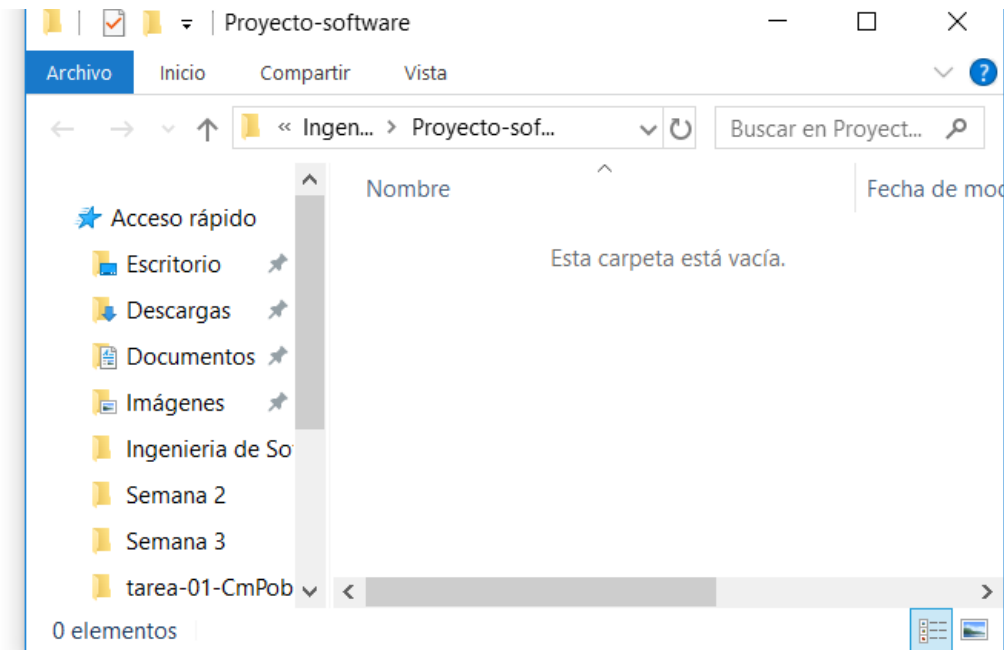 Proyecto-software
Archivo Inicio Compartir Vista
« Ingen... > Proyecto-sof... Buscar en Proyect...
Nombre Fecha de mod
Acceso rápido
Esta carpeta está vacía.
Escritorio
Descargas
Documentos
Imágenes
Ingenieria de So
Semana 2
Semana 3
tarea-01-CmPob
0 elementos